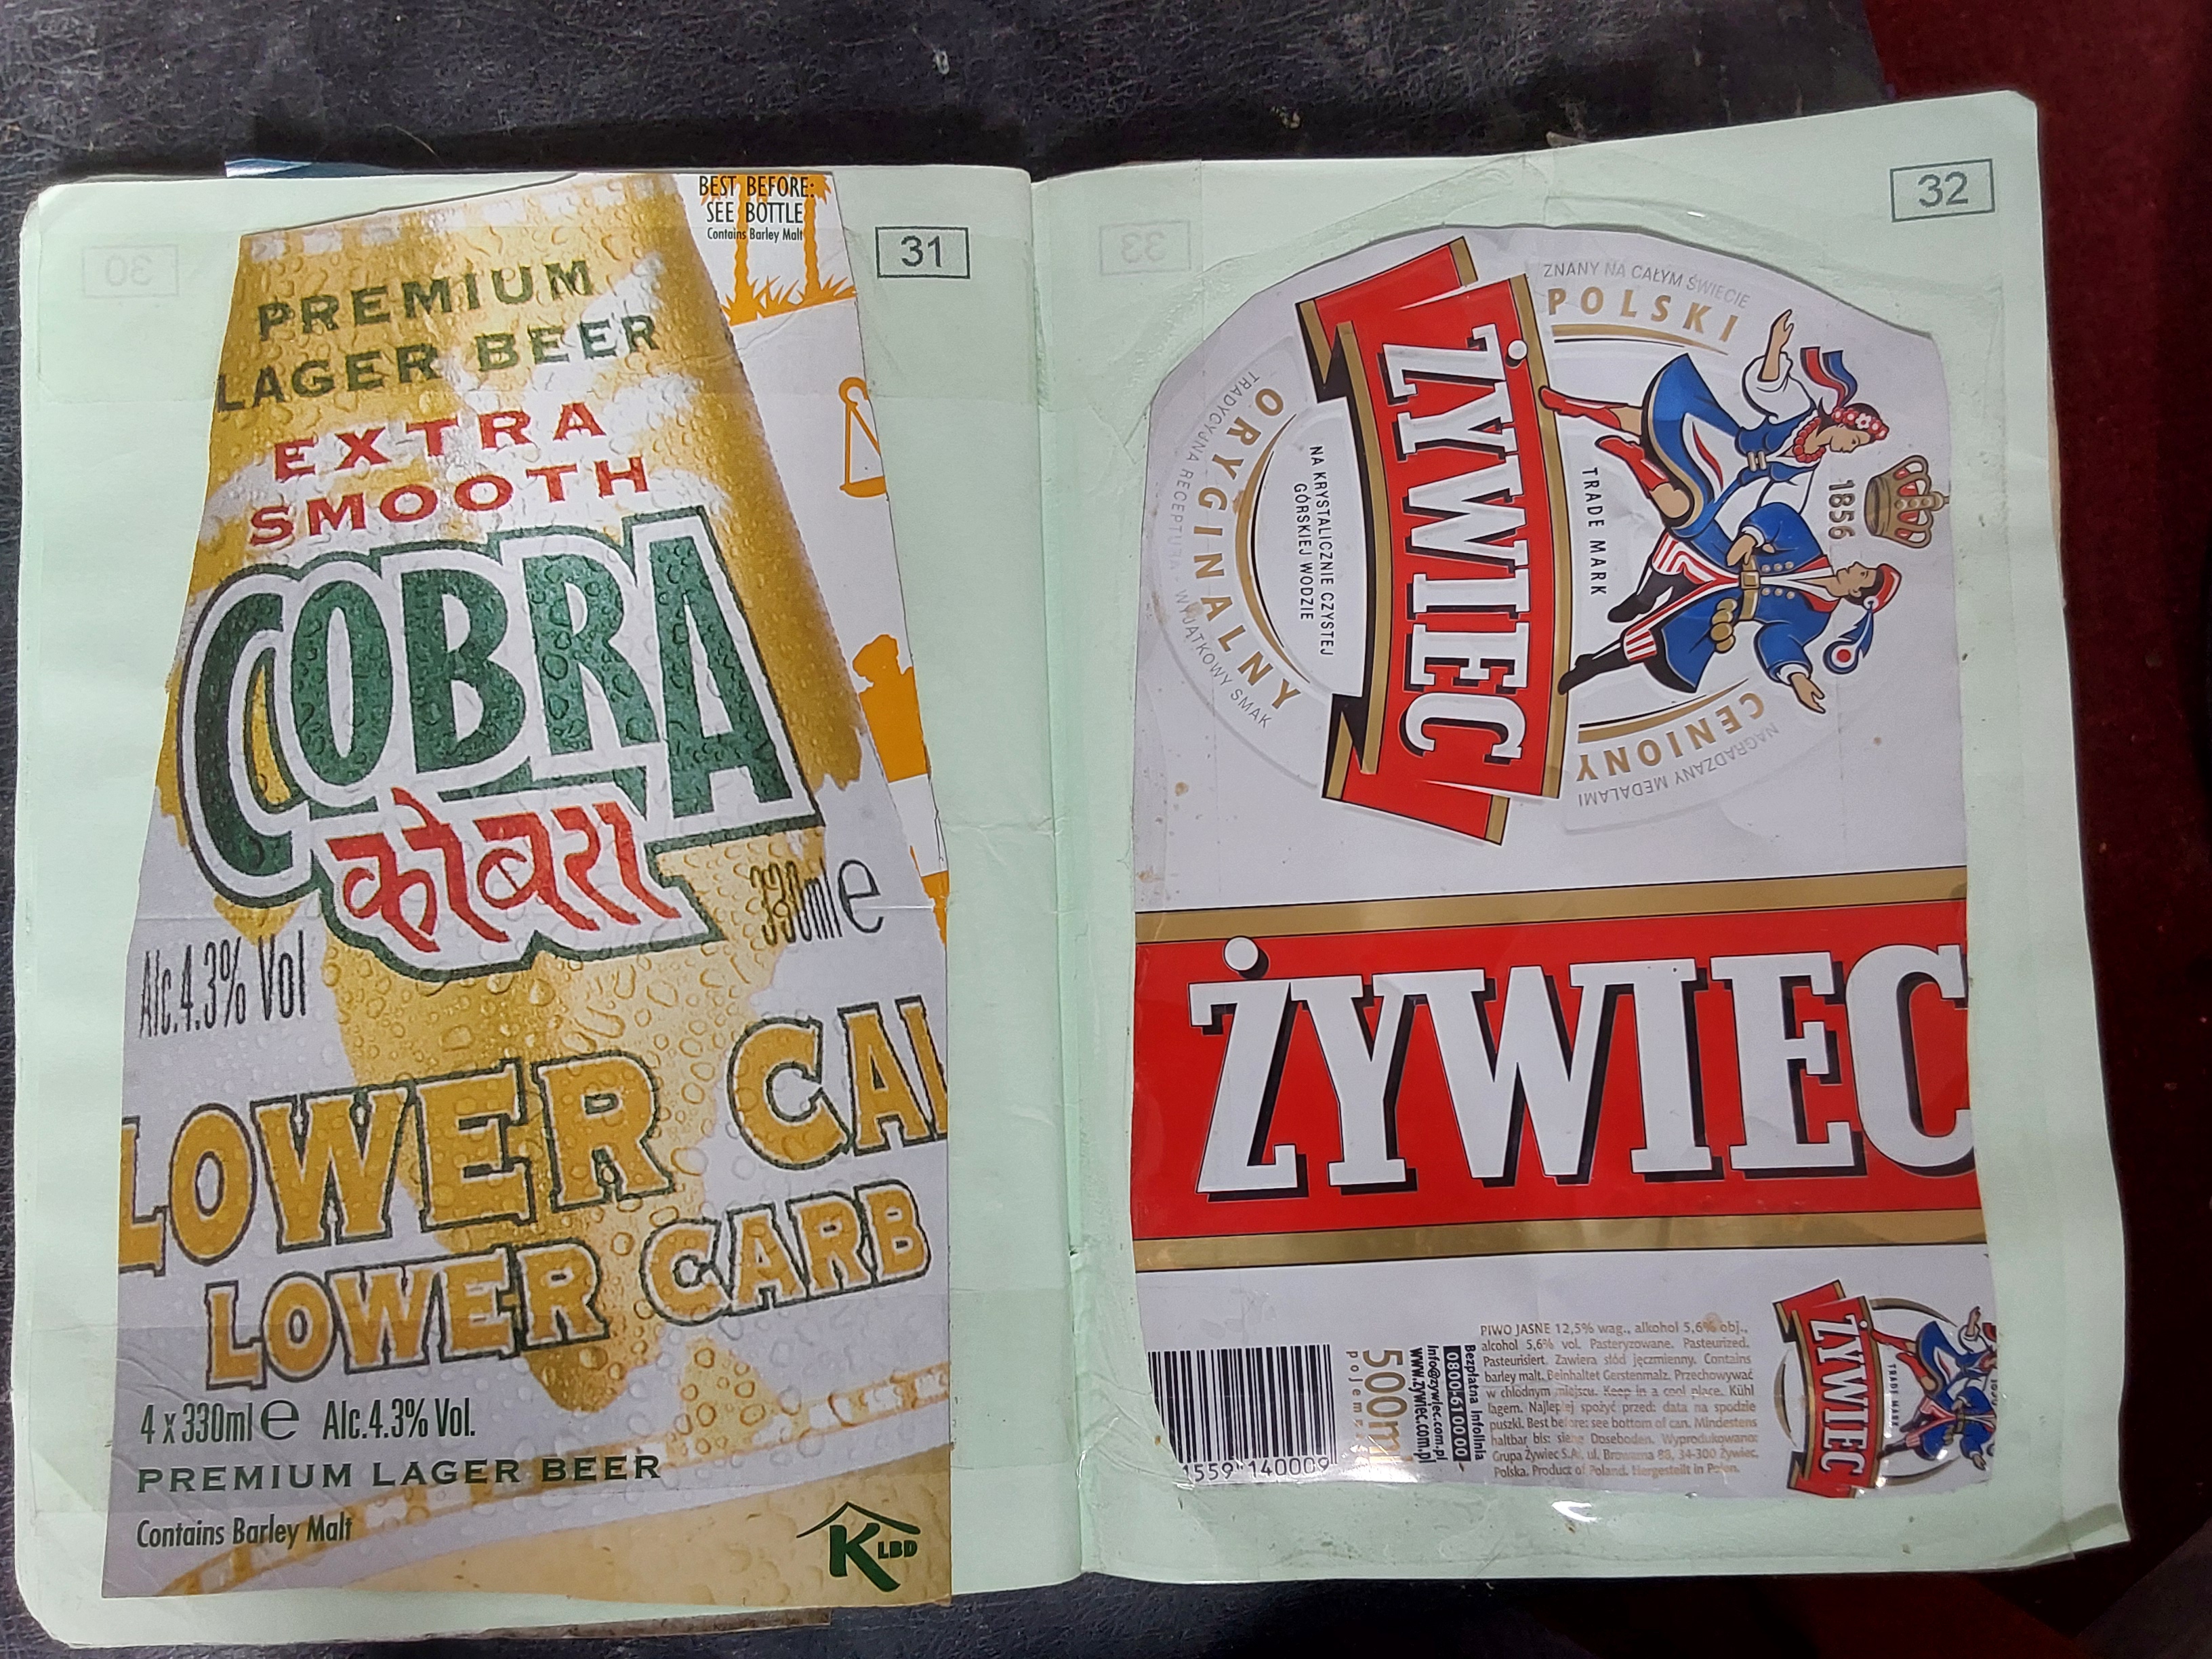 BEST BEFORE:
SEE BOTTLE
Contains Barley Malt
31
30
PREMIUM
LAGER BEER
EXTRA
SMOOTH
COBRA
कोबरा
330ml e
Alc.4.3% Vol
LOWER CA
LOWER CARB
4 x 330ml e Alc.4.3% Vol.
PREMIUM LAGER BEER
Contains Barley Malt
K LBD
32
33
ZNANY NA CAŁYM ŚWIECIE
POLSKI
1856
TRADE MARK
ŻYWIEC
NA KRYSTALICZNIE CZYSTEJ
GÓRSKIEJ WODZIE
ORYGINALNY
TRADYCYJNA RECEPTURA - WYJĄTKOWY SMAK
CENIONY
NAGRADZANY MEDALAMI
ŻYWIEC
1559 140009
500m
pojem
Bezpłatna Infolinia
0800-61 00 00
info@zywiec.com.pl
www.zywiec.com.pl
PIWO JASNE 12,5% wag., alkohol 5,6% obj.,
alcohol 5,6% vol. Pasteryzowane. Pasteurized.
Pasteurisiert. Zawiera słód jęczmienny. Contains
barley malt. Beinhaltet Gerstenmalz. Przechowywać
w chłodnym miejscu. Keep in a cool place. Kühl
lagern. Najlepiej spożyć przed: data na spodzie
puszki. Best before: see bottom of can. Mindestens
haltbar bis: siehe Doseboden. Wyprodukowano:
Grupa Żywiec S.A., ul. Browarna 88, 34-300 Żywiec,
Polska. Product of Poland. Hergestellt in Polen.
ŻYWIEC
TRADE MARK